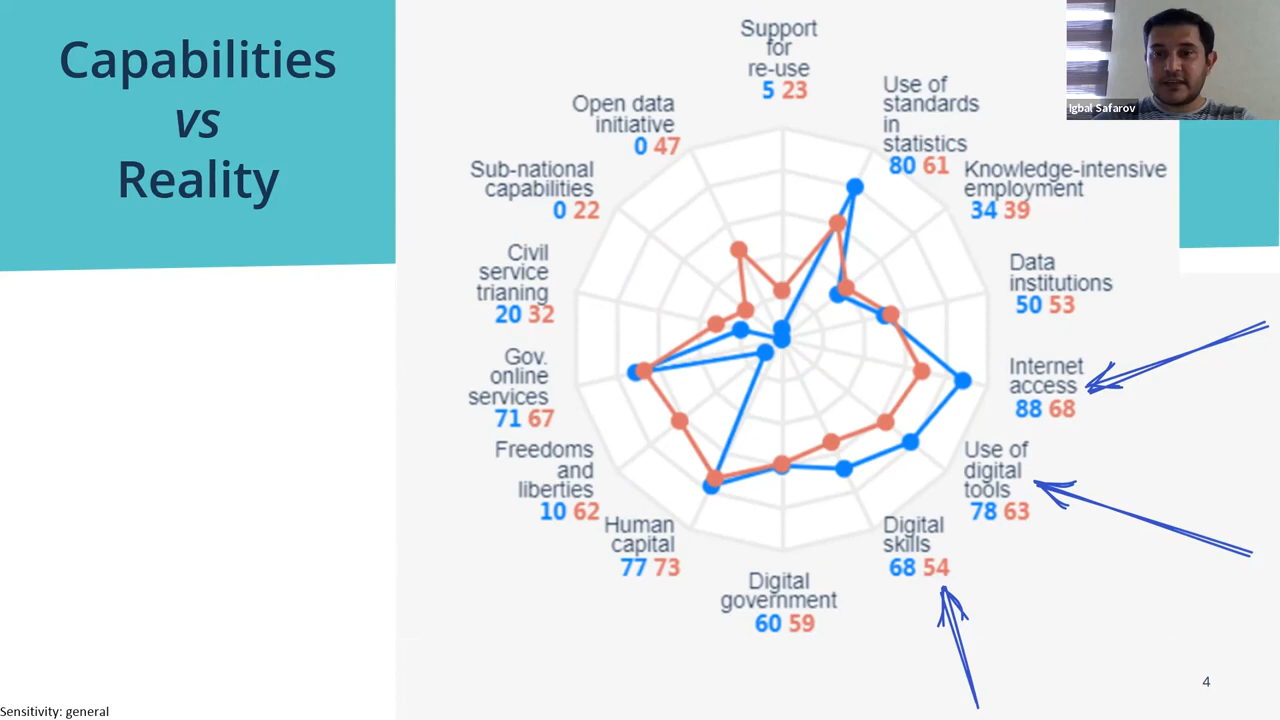 Capabilities
vs
Reality
Support
for
re-use
5 23
Use of
standards
in
statistics
80 61
Knowledge-intensive
employment
34 39
Data
institutions
50 53
Internet
access
88 68
Use of
digital
tools
78 63
Digital
skills
68 54
Digital
government
60 59
Human
capital
77 73
Freedoms
and
liberties
10 62
Gov.
online
services
71 67
Civil
service
trianing
20 32
Sub-national
capabilities
0 22
Open data
initiative
0 47
Igbal Safarov
4
Sensitivity: general